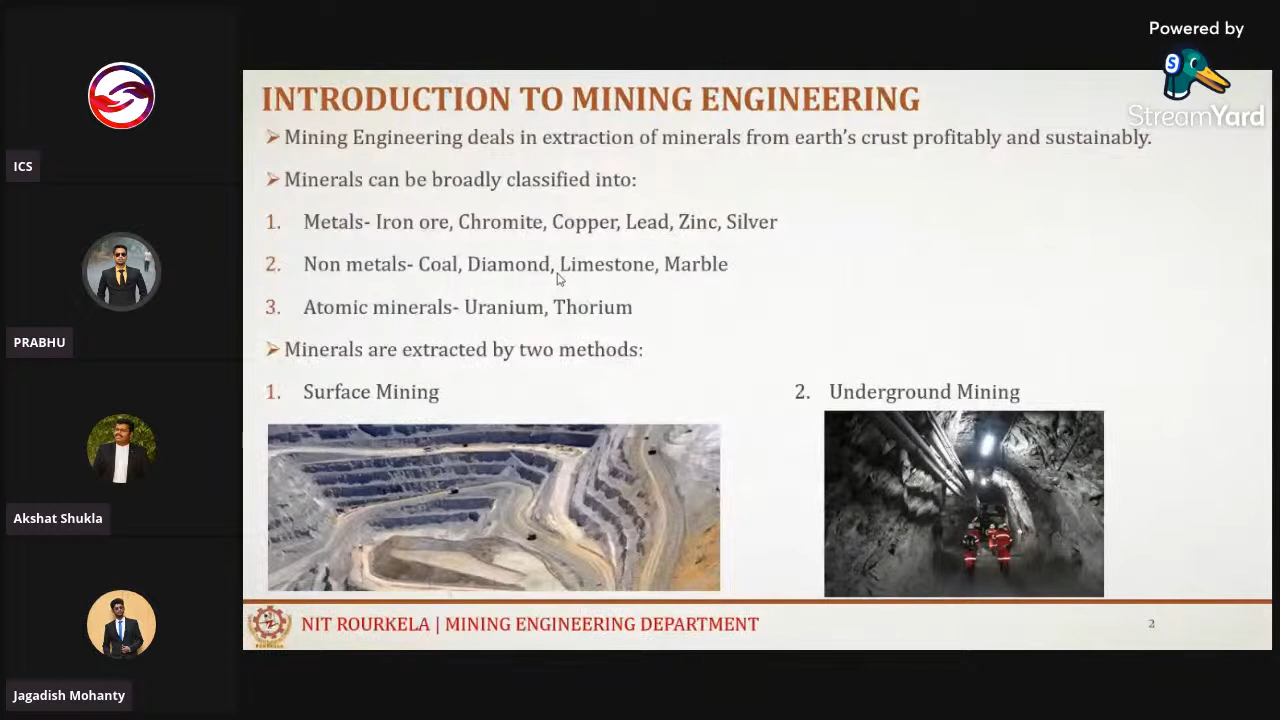 Powered by
StreamYard
ICS
PRABHU
Akshat Shukla
Jagadish Mohanty
INTRODUCTION TO MINING ENGINEERING
➢Mining Engineering deals in extraction of minerals from earth’s crust profitably and sustainably.
➢Minerals can be broadly classified into:
1. Metals- Iron ore, Chromite, Copper, Lead, Zinc, Silver
2. Non metals- Coal, Diamond, Limestone, Marble
3. Atomic minerals- Uranium, Thorium
➢Minerals are extracted by two methods:
1. Surface Mining
2. Underground Mining
NIT ROURKELA | MINING ENGINEERING DEPARTMENT
2